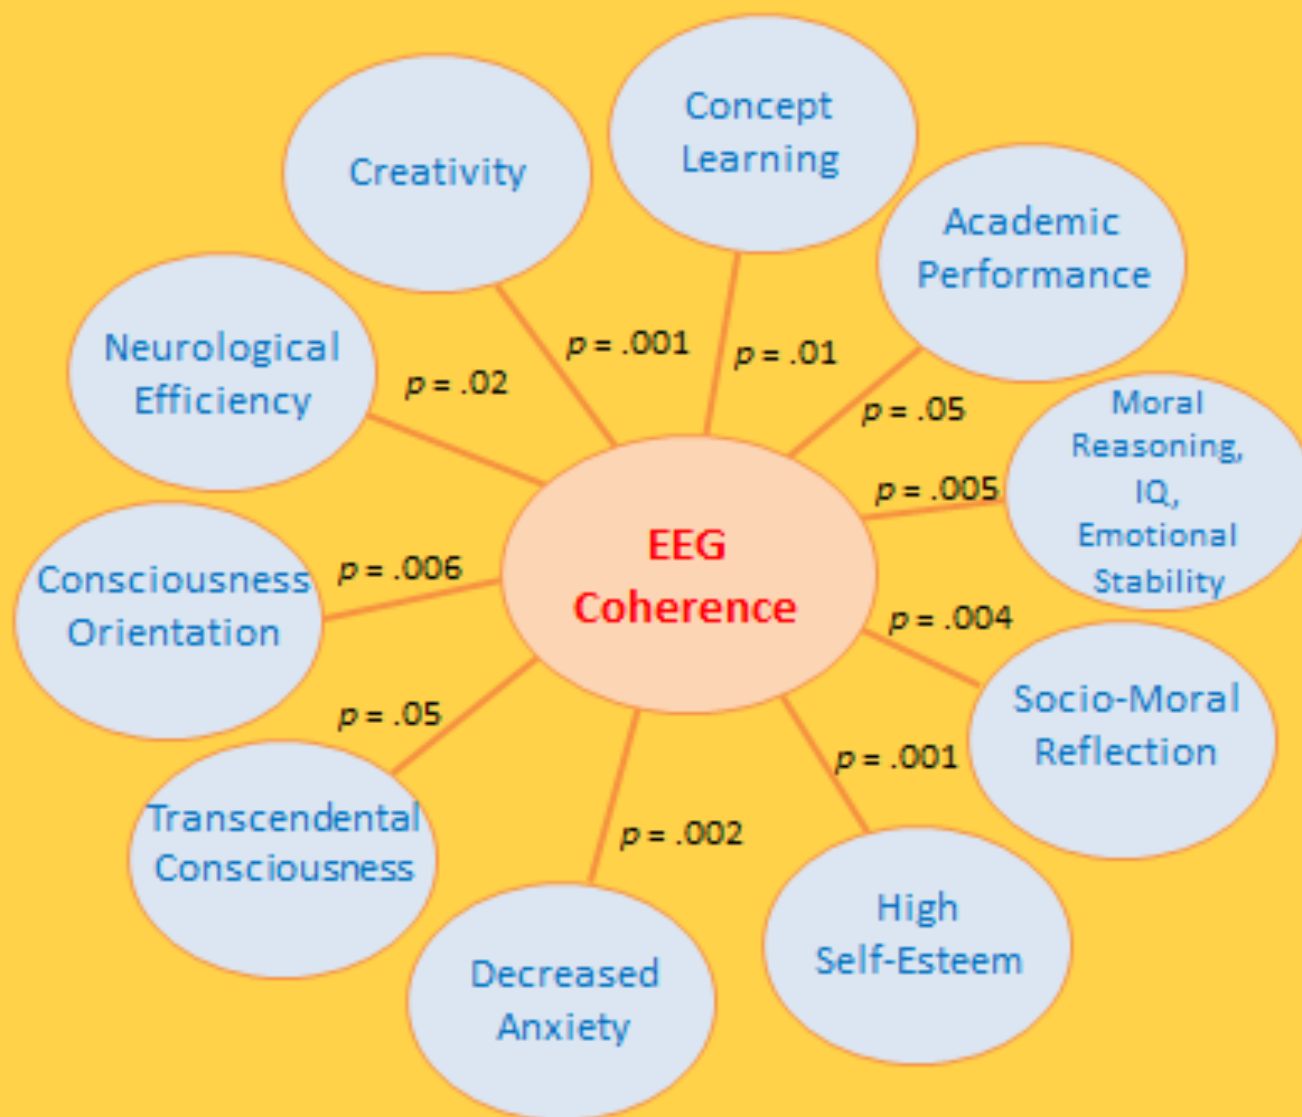 Concept
Learning
Creativity
Academic
Performance
Neurological
Efficiency
p = .001
p = .01
p = .02
p = .05
Moral
Reasoning,
IQ,
Emotional
Stability
p = .005
EEG
Coherence
Consciousness
Orientation
p = .006
p = .004
Socio-Moral
Reflection
p = .05
p = .001
Transcendental
Consciousness
p = .002
High
Self-Esteem
Decreased
Anxiety